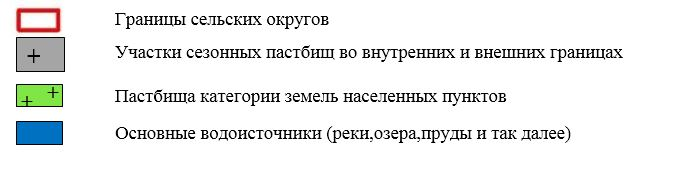 Границы сельских округов
Участки сезонных пастбищ во внутренних и внешних границах
Пастбища категории земель населенных пунктов
Основные водоисточники (реки,озера,пруды и так далее)